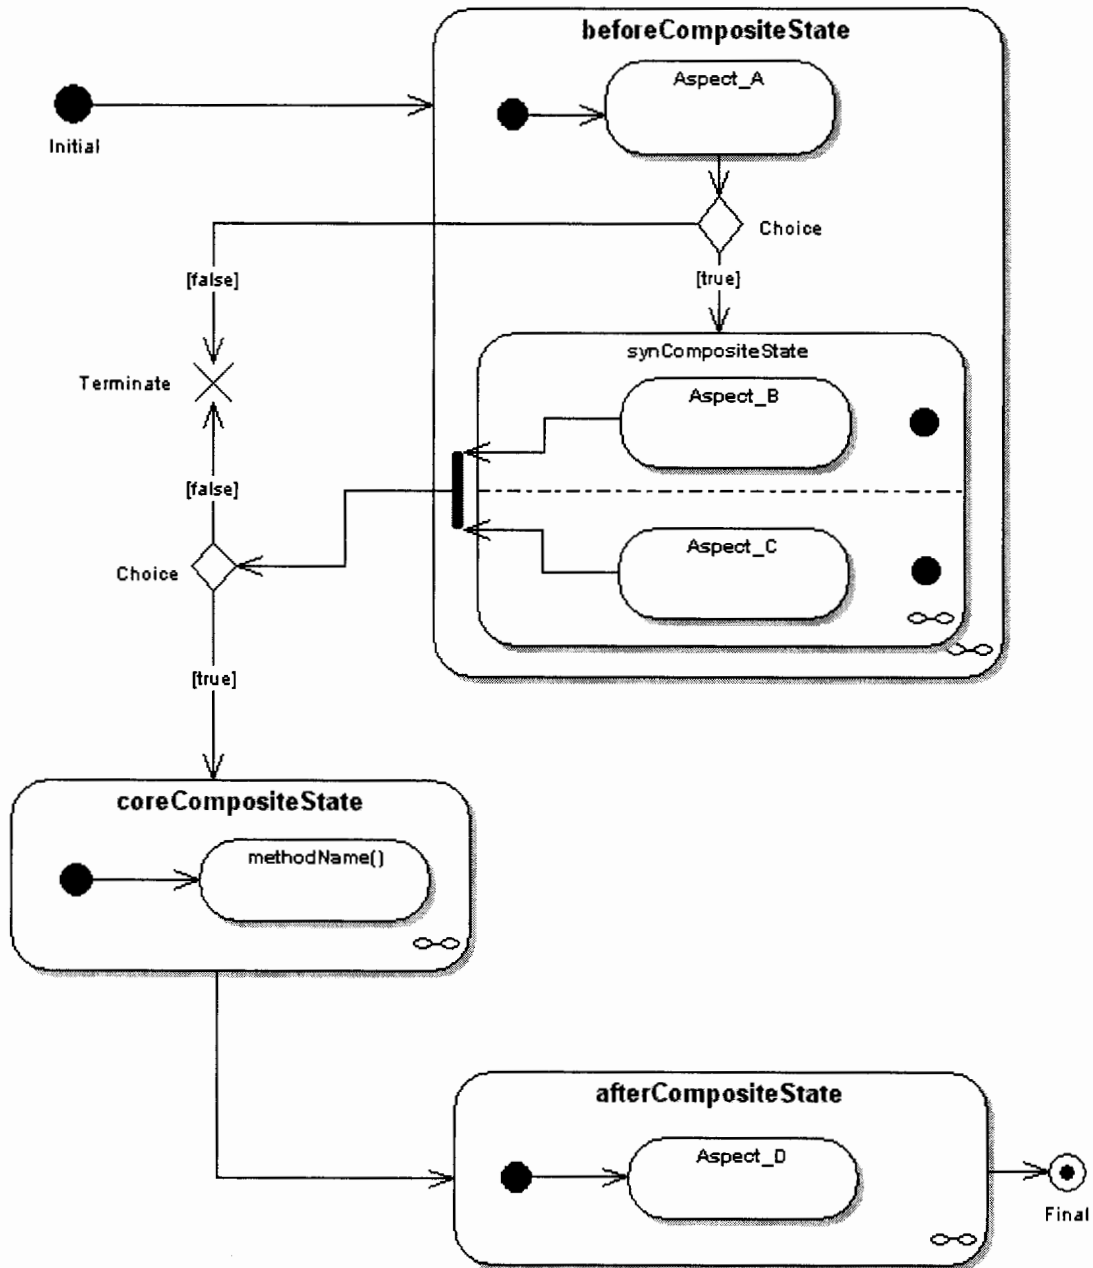 beforeCompositeState
Aspect_A
Initial
Choice
[false]
[true]
synCompositeState
Terminate
Aspect_B
[false]
Aspect_C
Choice
[true]
coreCompositeState
methodName()
afterCompositeState
Aspect_D
Final